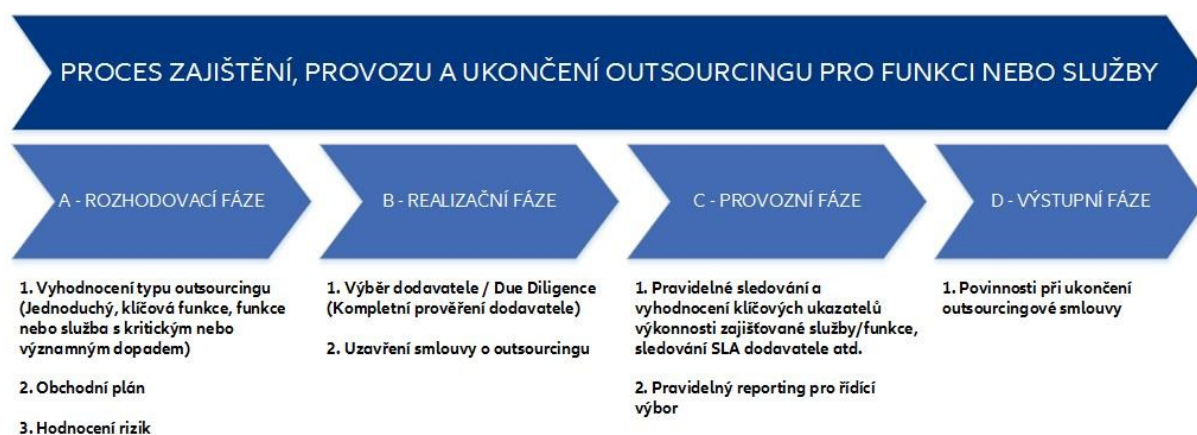 PROCES ZAJIŠTĚNÍ, PROVOZU A UKONČENÍ OUTSOURCINGU PRO FUNKCI NEBO SLUŽBY
A - ROZHODOVACÍ FÁZE
1. Vyhodnocení typu outsourcingu
(Jednoduchý, klíčová funkce, funkce
nebo služba s kritickým nebo
významným dopadem)
2. Obchodní plán
3. Hodnocení rizik
B - REALIZAČNÍ FÁZE
1. Výběr dodavatele / Due Diligence
(Kompletní prověření dodavatele)
2. Uzavření smlouvy o outsourcingu
C - PROVOZNÍ FÁZE
1. Pravidelné sledování a
vyhodnocení klíčových ukazatelů
výkonnosti zajišťované služby/funkce,
sledování SLA dodavatele atd.
2. Pravidelný reporting pro řídící
výbor
D - VÝSTUPNÍ FÁZE
1. Povinnosti při ukončení
outsourcingové smlouvy